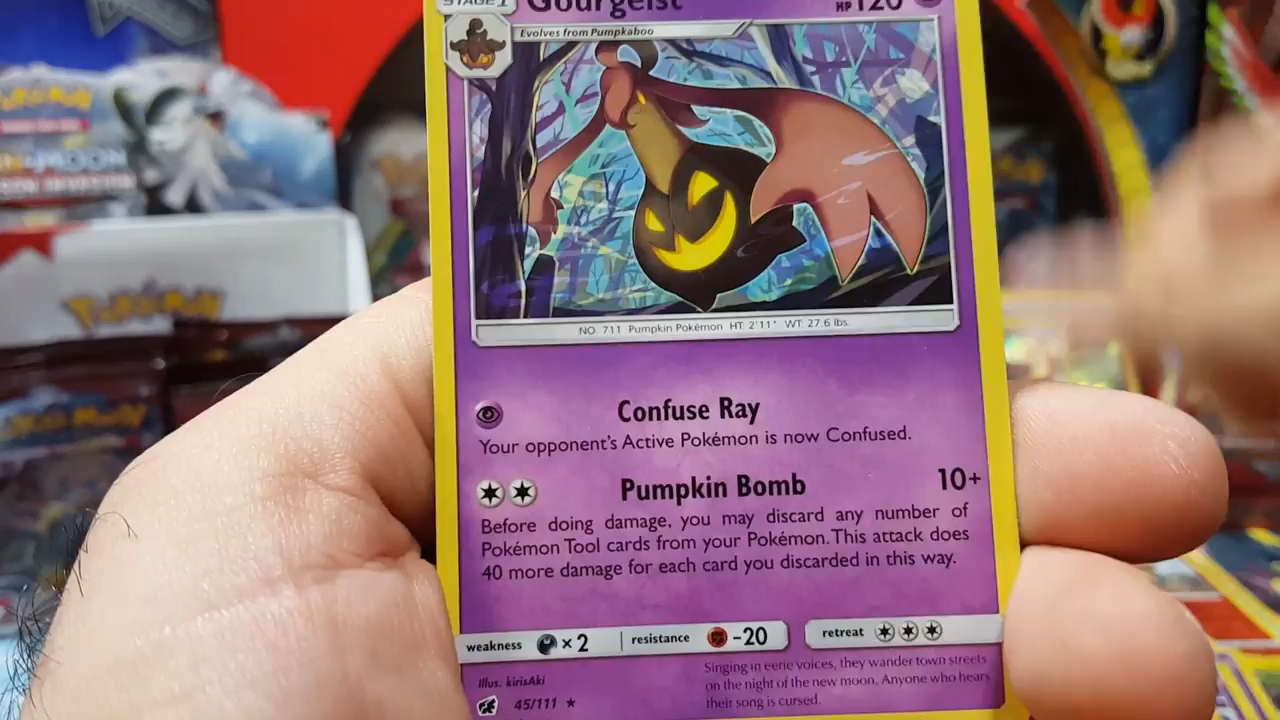 STAGE 1
Gourgeist
HP 120
Evolves from Pumpkaboo
POKéMON
POKéMON
NO. 711 Pumpkin Pokémon HT: 2'11" WT: 27.6 lbs.
Confuse Ray
Your opponent's Active Pokémon is now Confused.
Pumpkin Bomb 10+
Before doing damage, you may discard any number of
Pokémon Tool cards from your Pokémon. This attack does
40 more damage for each card you discarded in this way.
weakness ×2 resistance -20 retreat
Illus. kirisAki
45/111
Singing in eerie voices, they wander town streets
on the night of the new moon. Anyone who hears
their song is cursed.